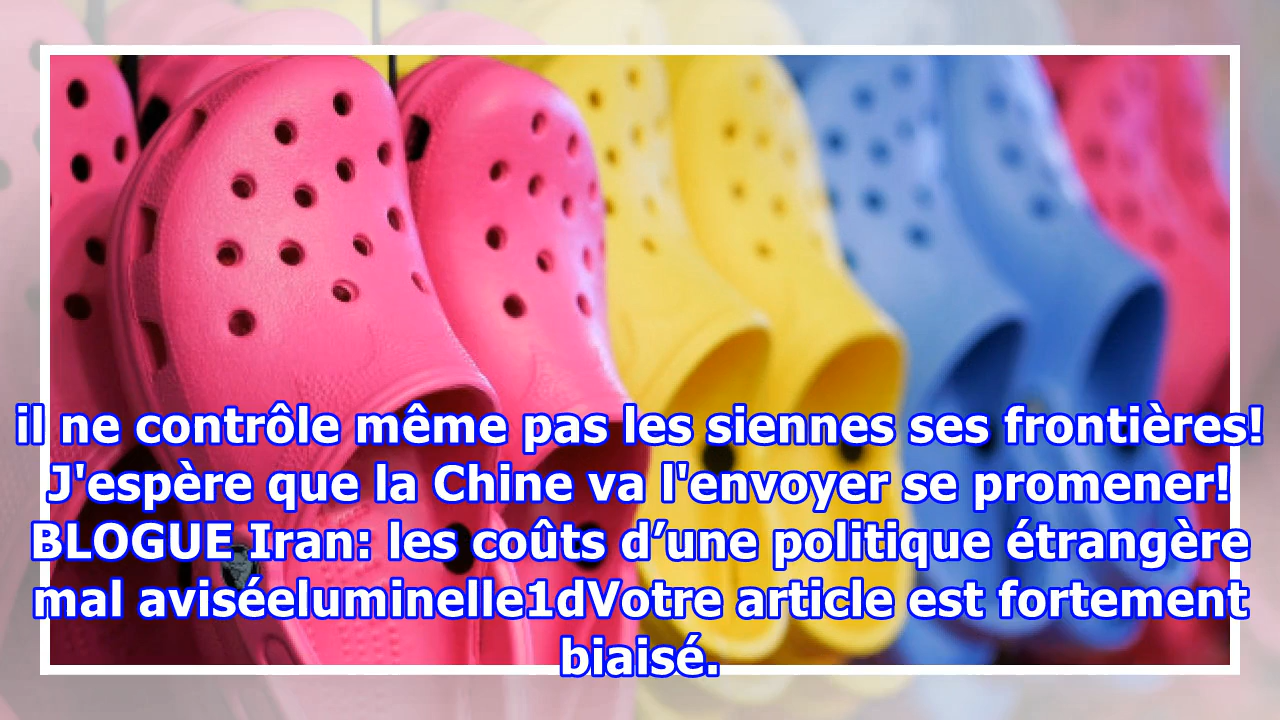 il ne contrôle même pas les siennes ses frontières!
J'espère que la Chine va l'envoyer se promener!
BLOGUE Iran: les coûts d’une politique étrangère
mal aviséeluminelle1dVotre article est fortement
biaisé.